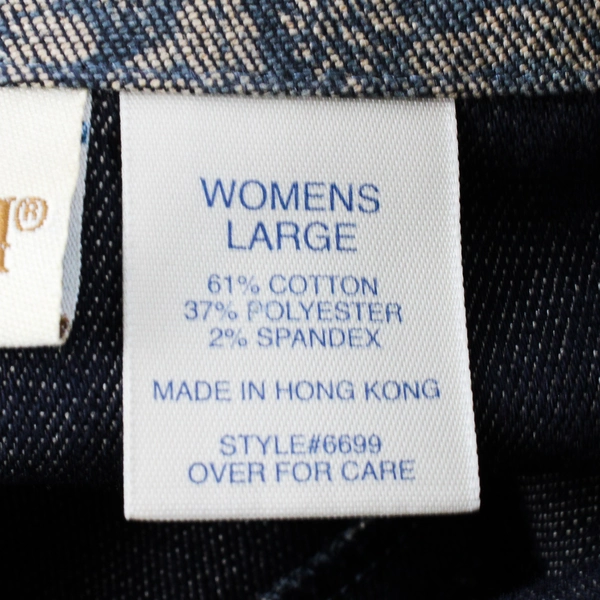 WOMENS
LARGE
61% COTTON
37% POLYESTER
2% SPANDEX
MADE IN HONG KONG
STYLE#6699
OVER FOR CARE
®